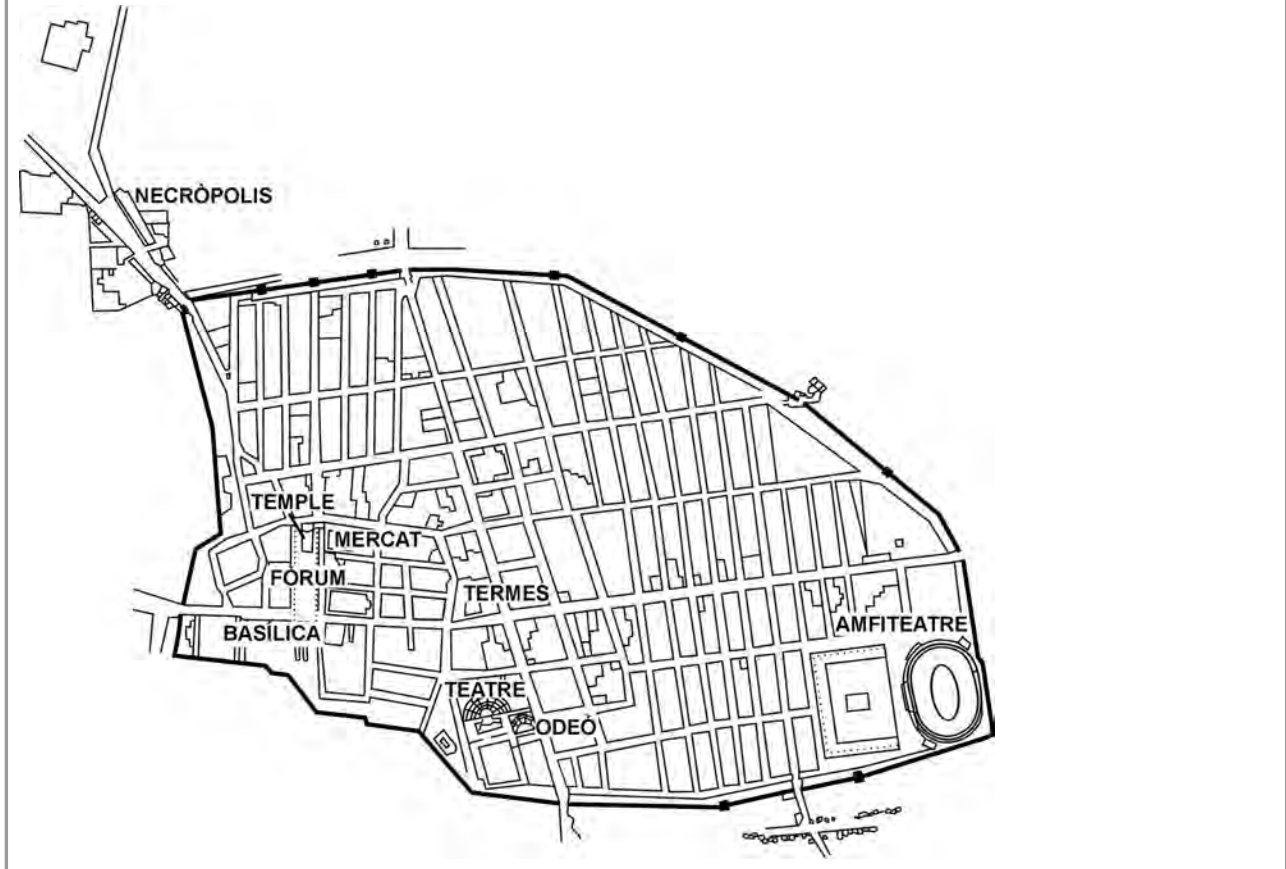 NECRÒPOLIS
TEMPLE
MERCAT
FÒRUM
TERMES
BASÍLICA
AMFITEATRE
TEATRE
ODEÓ